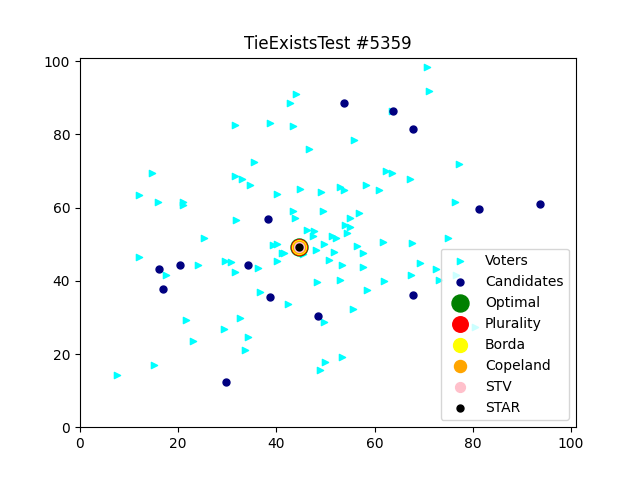 TieExistsTest #5359
100
80
60
40
20
0
0 20 40 60 80 100
Voters
Candidates
Optimal
Plurality
Borda
Copeland
STV
STAR